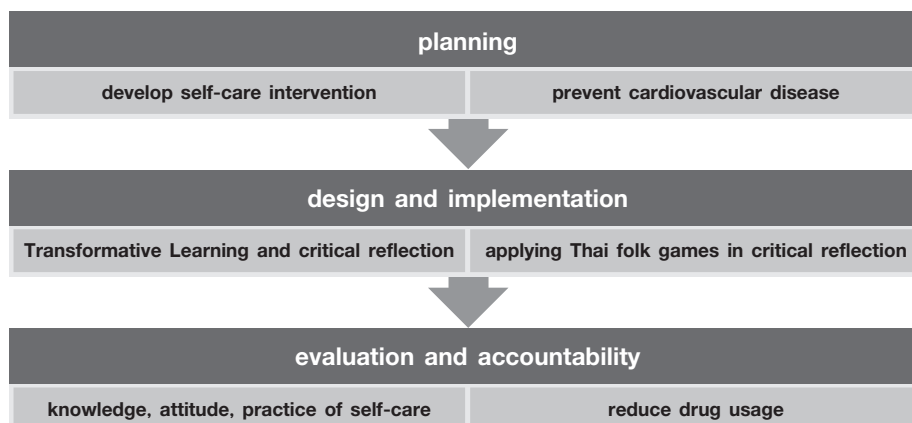 planning
develop self-care intervention
prevent cardiovascular disease
design and implementation
Transformative Learning and critical reflection
applying Thai folk games in critical reflection
evaluation and accountability
knowledge, attitude, practice of self-care
reduce drug usage